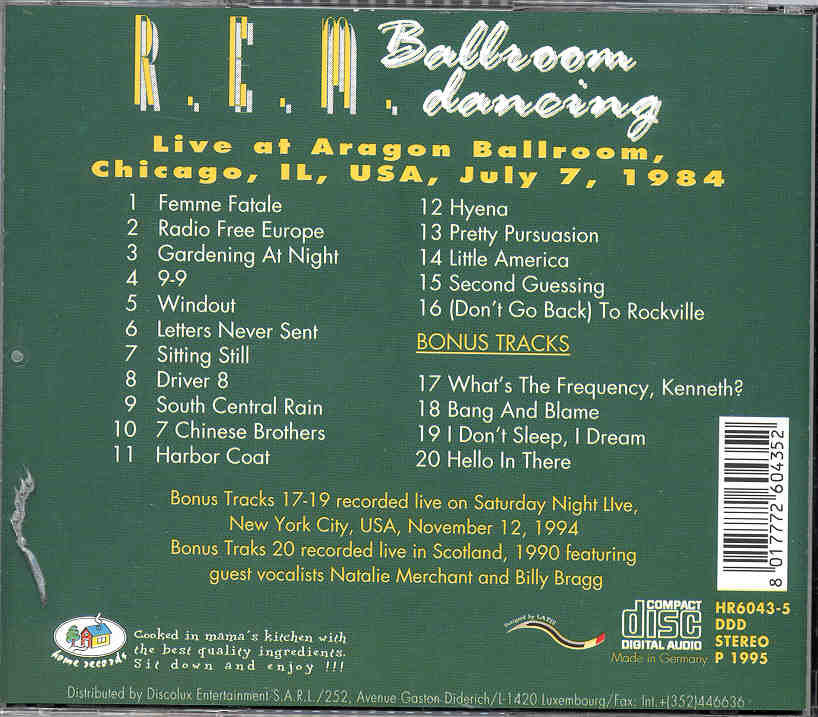 R.E.M. Ballroom
dancing
Live at Aragon Ballroom,
Chicago, IL, USA, July 7, 1984
1 Femme Fatale
2 Radio Free Europe
3 Gardening At Night
4 9-9
5 Windout
6 Letters Never Sent
7 Sitting Still
8 Driver 8
9 South Central Rain
10 7 Chinese Brothers
11 Harbor Coat
12 Hyena
13 Pretty Pursuasion
14 Little America
15 Second Guessing
16 (Don't Go Back) To Rockville
BONUS TRACKS
17 What's The Frequency, Kenneth?
18 Bang And Blame
19 I Don't Sleep, I Dream
20 Hello In There
Bonus Tracks 17-19 recorded live on Saturday Night LIve,
New York City, USA, November 12, 1994
Bonus Traks 20 recorded live in Scotland, 1990 featuring
guest vocalists Natalie Merchant and Billy Bragg
8 017772 604352
home records
Cooked in mama's kitchen with
the best quality ingredients.
Sit down and enjoy !!!
Designed by
COMPACT
disc
DIGITAL AUDIO
Made in Germany
HR6043-5
DDD
STEREO
P 1995
Distributed by Discolux Entertainment S.A.R.L./252, Avenue Gaston Diderich/L-1420 Luxembourg/Fax: Int.+(352)446636